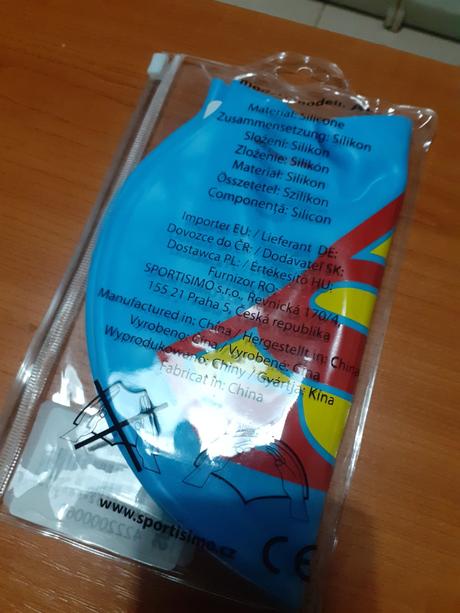 Material: Silicone
Zusammensetzung: Silikon
Složení: Silikon
Zloženie: Silikón
Materiał: Silikon
Összetétel: Szilikon
Componență: Silicon
Importer EU: / Lieferant DE:
Dovozce do ČR: / Dodávateľ SK:
Dostawca PL: / Értékesítő HU:
Furnizor RO:
SPORTISIMO s.r.o., Řevnická 170/4,
155 21 Praha 5, Česká republika
Manufactured in: China / Hergestellt in: China
Vyrobeno: Čína / Vyrobené: Čína
Wyprodukowano: Chiny / Gyártja: Kína
Fabricat in: China
www.sportisimo.cz
CE